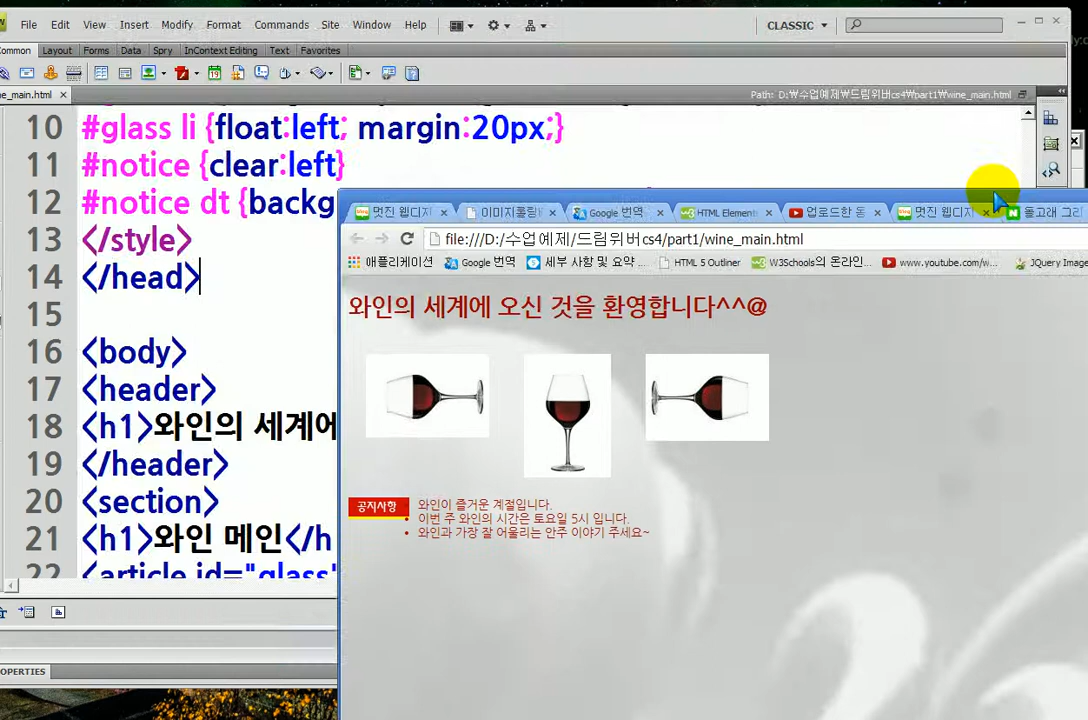 File Edit View Insert Modify Format Commands Site Window Help CLASSIC
Common Layout Forms Data Spry InContext Editing Text Favorites
ne_main.html × Path: D:\수업예제\드림위버cs4\part1\wine_main.html
10 #glass li {float:left; margin:20px;}
11 #notice {clear:left}
12 #notice dt {backg
13 </style>
14 </head>
15
16 <body>
17 <header>
18 <h1>와인의 세계에
19 </header>
20 <section>
21 <h1>와인 메인</h
22 <article id="glass"
OPERTIES
멋진 웹디자 × 이미지롤링 × Google 번역 × HTML Element × 업로드한 동 × 멋진 웹디자 × 돌고래 그리
file:///D:/수업예제/드림위버cs4/part1/wine_main.html
애플리케이션 Google 번역 세부 사항 및 요약 ... HTML 5 Outliner W3Schools의 온라인... www.youtube.com/w... JQuery Image
와인의 세계에 오신 것을 환영합니다^^@
공지사항 와인이 즐거운 계절입니다.
• 이번 주 와인의 시간은 토요일 5시 입니다.
• 와인과 가장 잘 어울리는 안주 이야기 주세요~